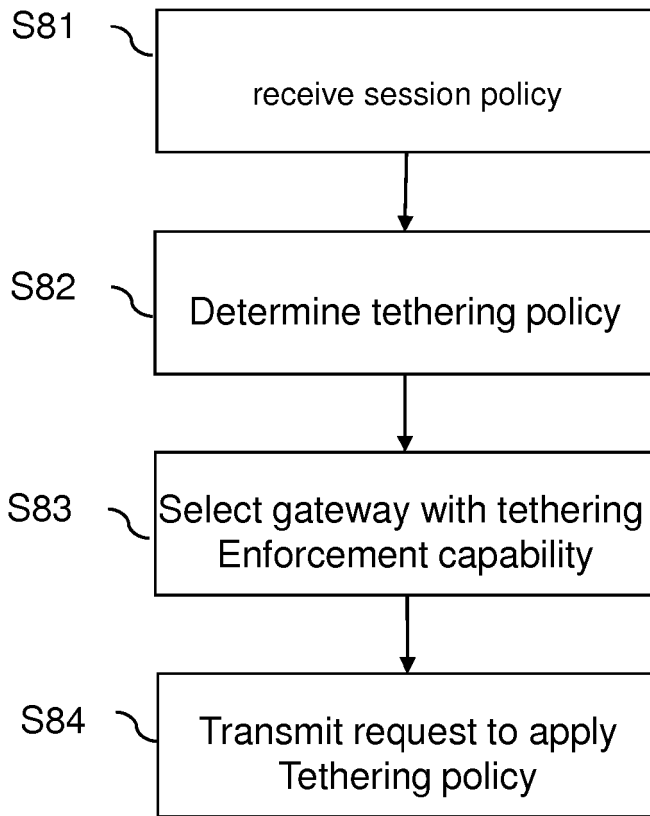 S81
receive session policy
S82
Determine tethering policy
S83
Select gateway with tethering
Enforcement capability
S84
Transmit request to apply
Tethering policy